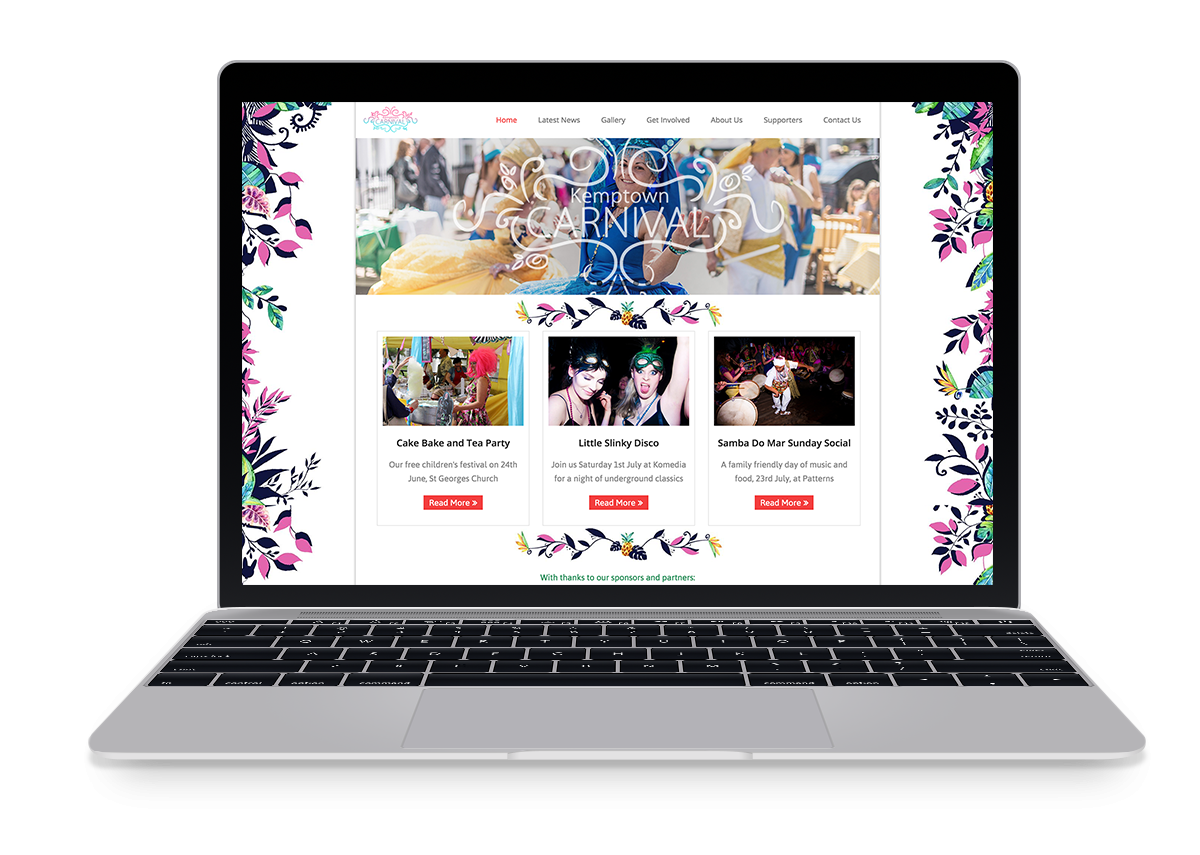 CARNIVAL
Home Latest News Gallery Get Involved About Us Supporters Contact Us
Kemptown
CARNIVAL
Cake Bake and Tea Party
Our free children's festival on 24th
June, St Georges Church
Read More »
Little Slinky Disco
Join us Saturday 1st July at Komedia
for a night of underground classics
Read More »
Samba Do Mar Sunday Social
A family friendly day of music and
food, 23rd July, at Patterns
Read More »
With thanks to our sponsors and partners:
delete
fn control option command command option